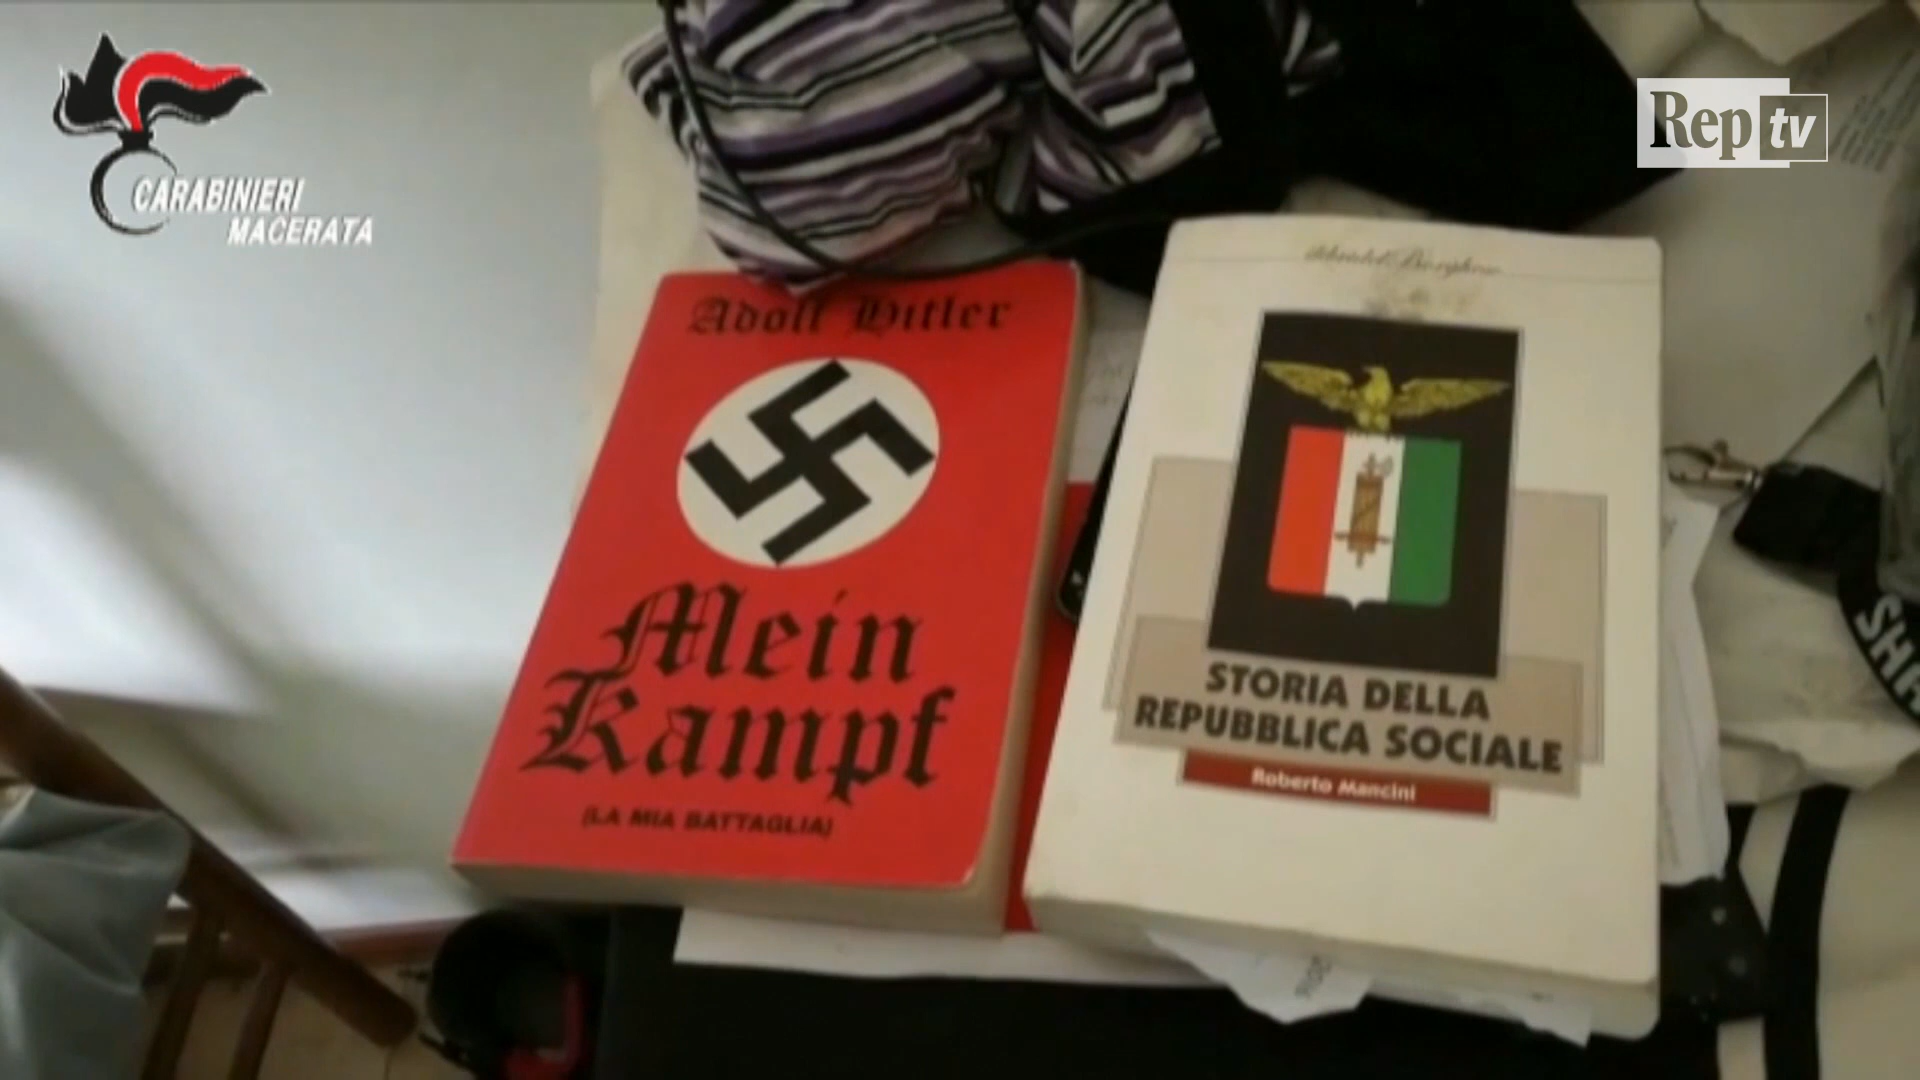 CARABINIERI
MACERATA
Rep tv
Adolf Hitler
Mein
Kampf
(LA MIA BATTAGLIA)
STORIA DELLA
REPUBBLICA SOCIALE
Roberto Mancini